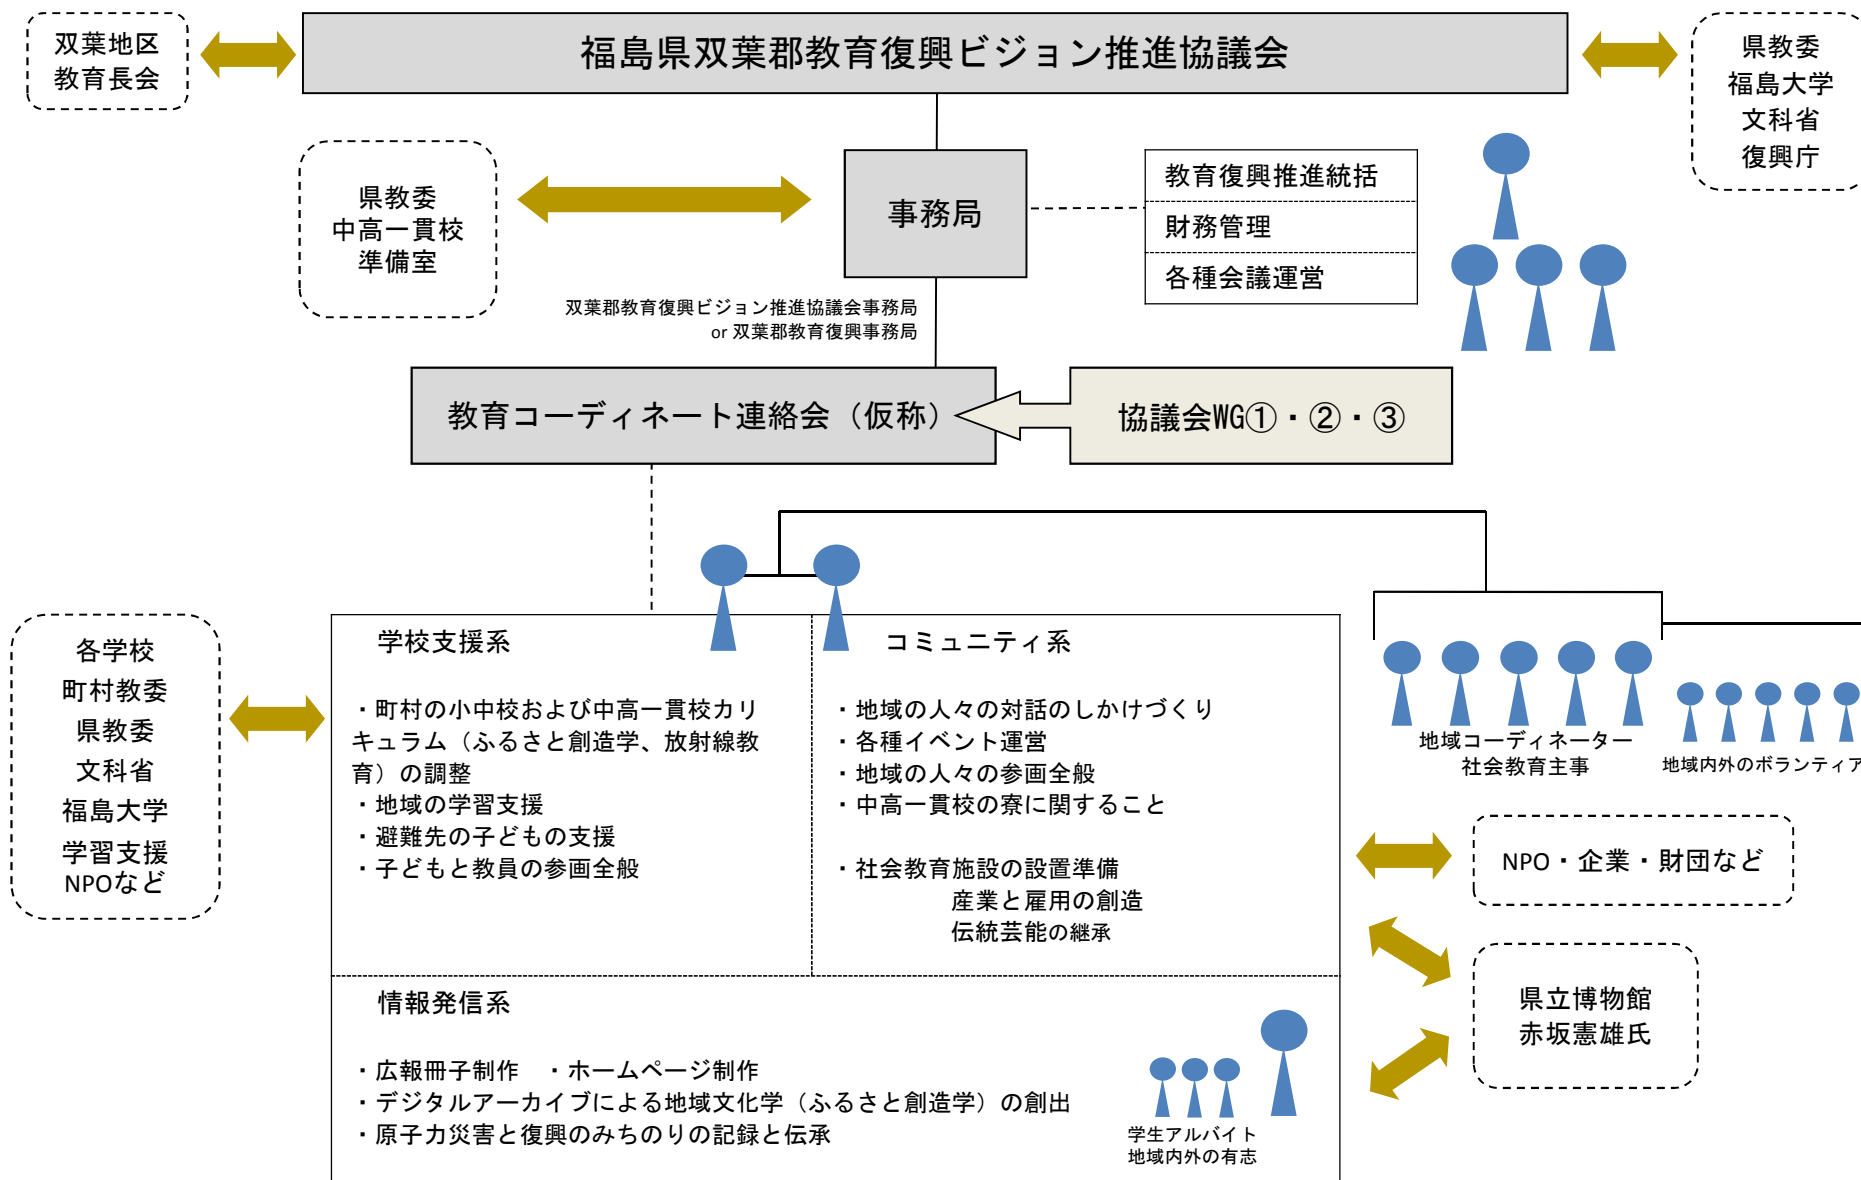 双葉地区
教育長会
福島県双葉郡教育復興ビジョン推進協議会
県教委
福島大学
文科省
復興庁
県教委
中高一貫校
準備室
事務局
教育復興推進統括
財務管理
各種会議運営
双葉郡教育復興ビジョン推進協議会事務局
or 双葉郡教育復興事務局
教育コーディネート連絡会（仮称）
協議会WG①・②・③
各学校
町村教委
県教委
文科省
福島大学
学習支援
NPOなど
学校支援系
・町村の小中校および中高一貫校カリ
キュラム（ふるさと創造学、放射線教
育）の調整
・地域の学習支援
・避難先の子どもの支援
・子どもと教員の参画全般
コミュニティ系
・地域の人々の対話のしかけづくり
・各種イベント運営
・地域の人々の参画全般
・中高一貫校の寮に関すること
・社会教育施設の設置準備
産業と雇用の創造
伝統芸能の継承
地域コーディネーター
社会教育主事
地域内外のボランティア
NPO・企業・財団など
県立博物館
赤坂憲雄氏
情報発信系
・広報冊子制作　・ホームページ制作
・デジタルアーカイブによる地域文化学（ふるさと創造学）の創出
・原子力災害と復興のみちのりの記録と伝承
学生アルバイト
地域内外の有志